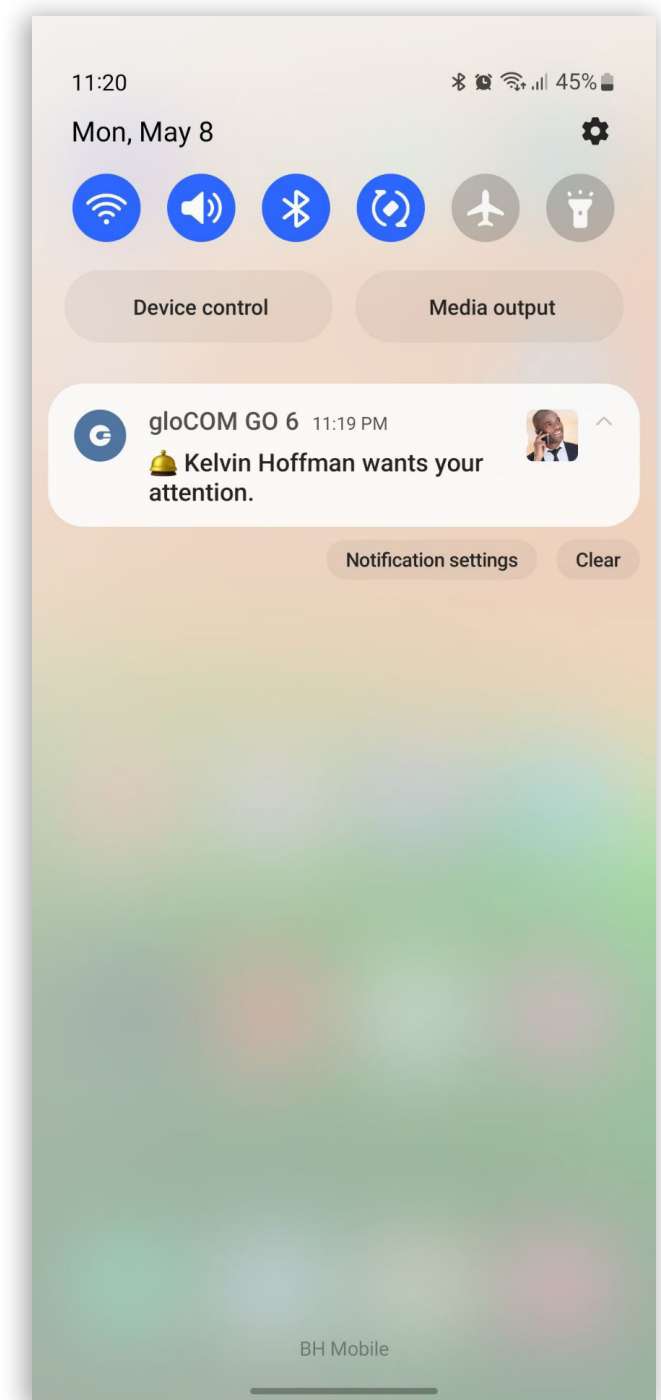 11:20 45%
Mon, May 8
Device control Media output
gloCOM GO 6 11:19 PM
Kelvin Hoffman wants your
attention.
Notification settings Clear
BH Mobile